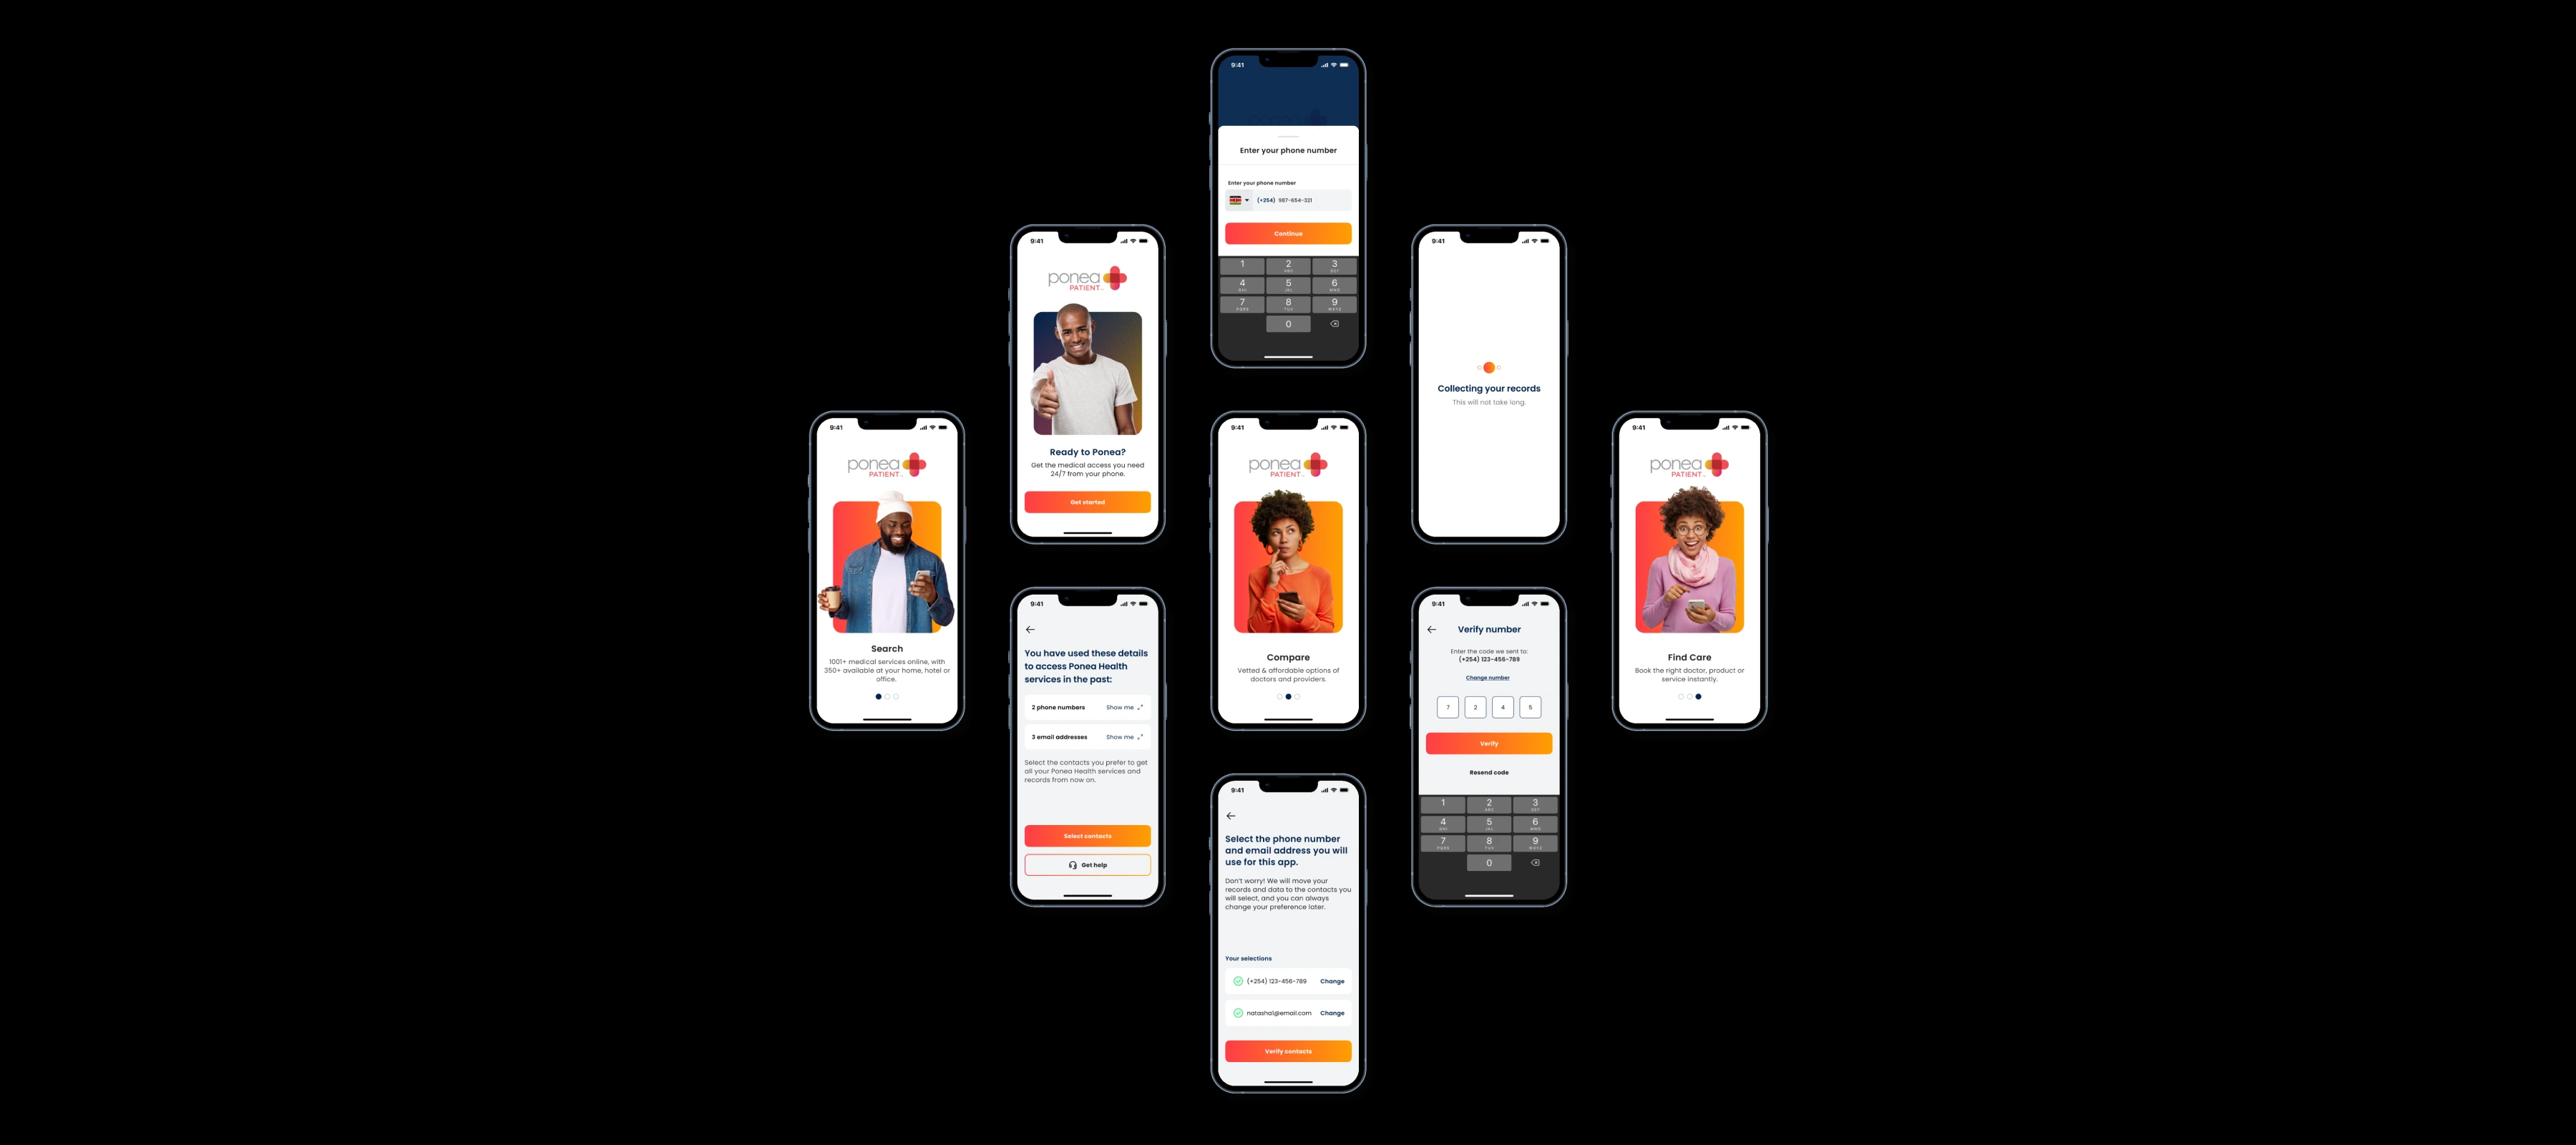 9:41
Enter your phone number
Enter your phone number
(+254) 987-654-321
Continue
1
2
ABC
3
DEF
4
GHI
5
JKL
6
MNO
7
PQRS
8
TUV
9
WXYZ
0
9:41
ponea
PATIENT
Ready to Ponea?
Get the medical access you need
24/7 from your phone.
Get started
9:41
Collecting your records
This will not take long.
9:41
ponea
PATIENT
Search
1001+ medical services online, with
350+ available at your home, hotel or
office.
9:41
ponea
PATIENT
Compare
Vetted & affordable options of
doctors and providers.
9:41
ponea
PATIENT
Find Care
Book the right doctor, product or
service instantly.
9:41
You have used these details
to access Ponea Health
services in the past:
2 phone numbers
Show me
3 email addresses
Show me
Select the contacts you prefer to get
all your Ponea Health services and
records from now on.
Select contacts
Get help
9:41
Verify number
Enter the code we sent to:
(+254) 123-456-789
Change number
7 2 4 5
Verify
Resend code
1
2
ABC
3
DEF
4
GHI
5
JKL
6
MNO
7
PQRS
8
TUV
9
WXYZ
0
9:41
Select the phone number
and email address you will
use for this app.
Don't worry! We will move your
records and data to the contacts you
will select, and you can always
change your preference later.
Your selections
(+254) 123-456-789
Change
natasha1@email.com
Change
Verify contacts